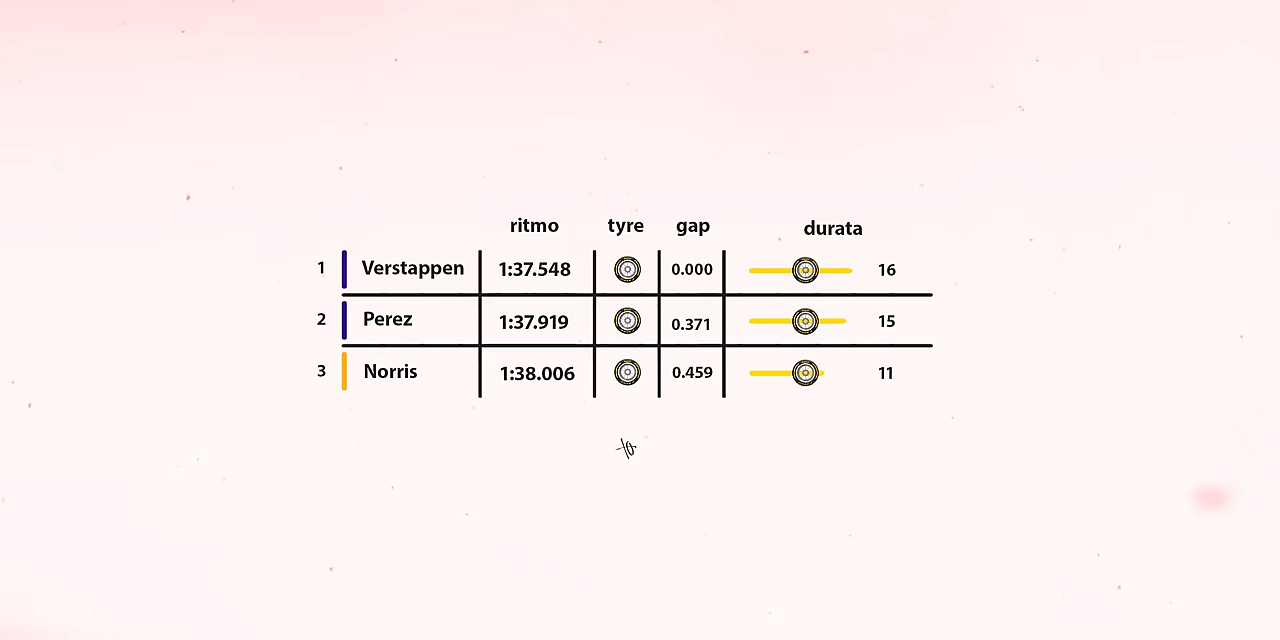 ritmo tyre gap durata
1 Verstappen 1:37.548 0.000 16
2 Perez 1:37.919 0.371 15
3 Norris 1:38.006 0.459 11